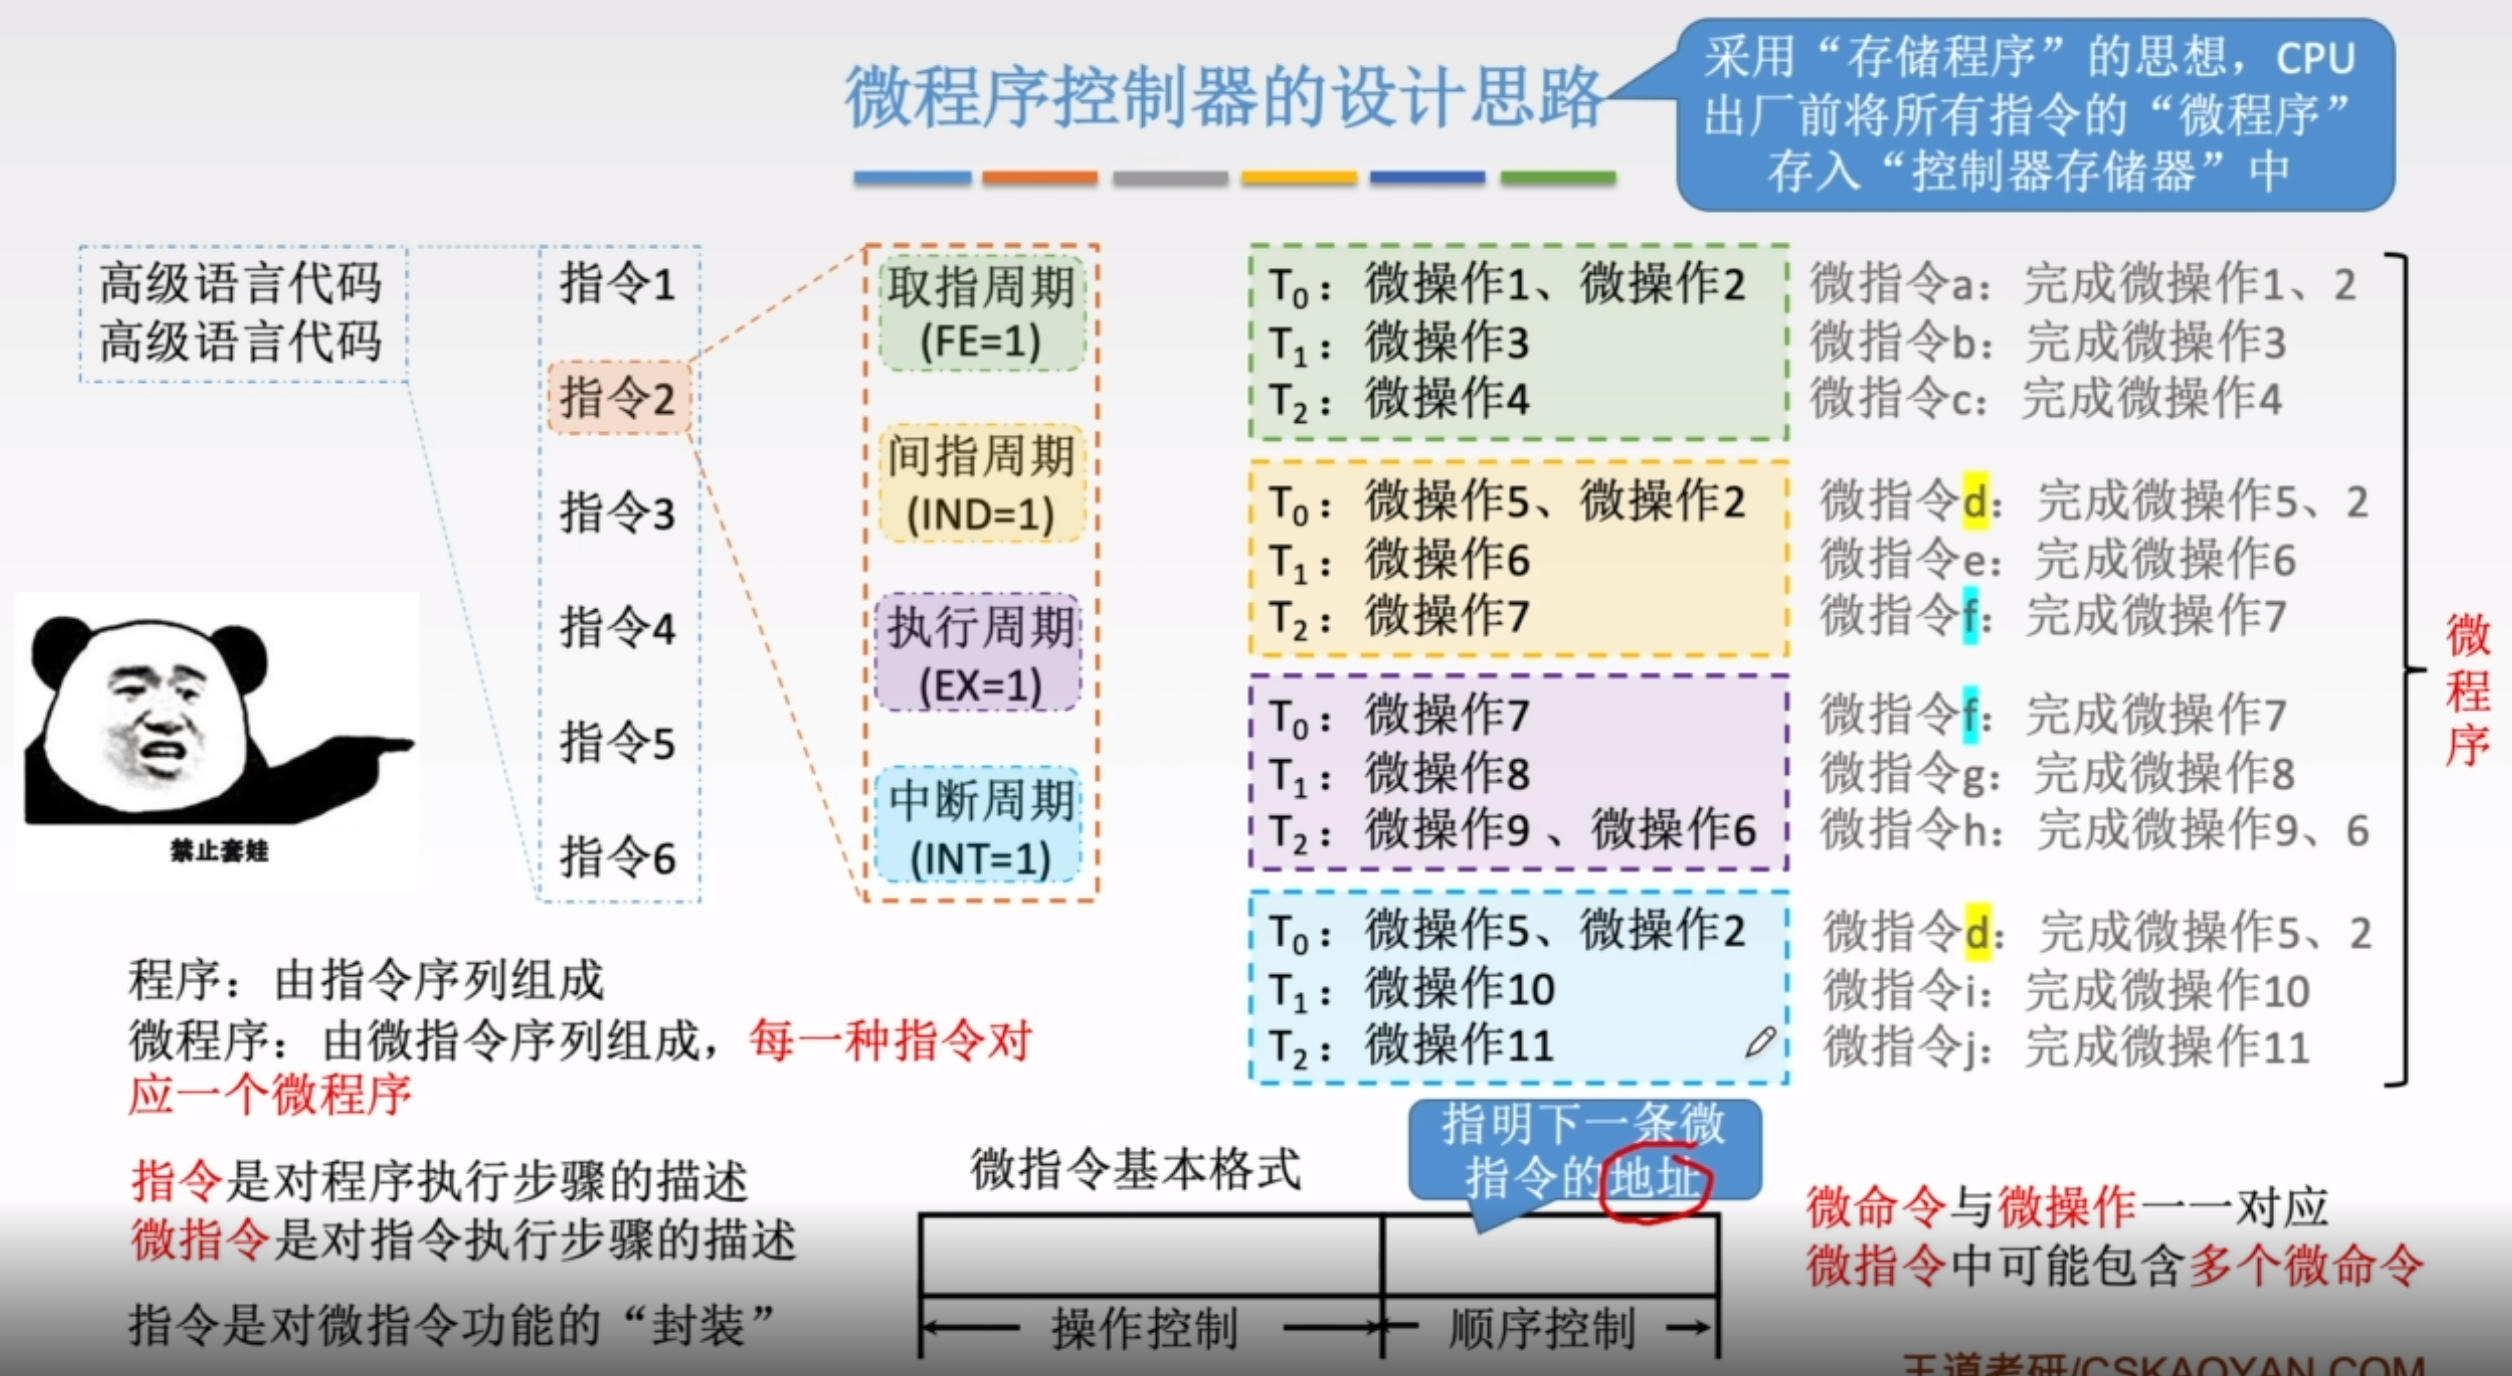 微程序控制器的设计思路
采用“存储程序”的思想，CPU
出厂前将所有指令的“微程序”
存入“控制器存储器”中
高级语言代码
高级语言代码
指令1
指令2
指令3
指令4
指令5
指令6
取指周期
(FE=1)
间指周期
(IND=1)
执行周期
(EX=1)
中断周期
(INT=1)
T₀：微操作1、微操作2
T₁：微操作3
T₂：微操作4
T₀：微操作5、微操作2
T₁：微操作6
T₂：微操作7
T₀：微操作7
T₁：微操作8
T₂：微操作9 、微操作6
T₀：微操作5、微操作2
T₁：微操作10
T₂：微操作11
微指令a：完成微操作1、2
微指令b：完成微操作3
微指令c：完成微操作4
微指令d：完成微操作5、2
微指令e：完成微操作6
微指令f：完成微操作7
微指令f：完成微操作7
微指令g：完成微操作8
微指令h：完成微操作9、6
微指令d：完成微操作5、2
微指令i：完成微操作10
微指令j：完成微操作11
微程序
禁止套娃
程序：由指令序列组成
微程序：由微指令序列组成，每一种指令对
应一个微程序
指令是对程序执行步骤的描述
微指令是对指令执行步骤的描述
指令是对微指令功能的“封装”
微指令基本格式
指明下一条微
指令的地址
操作控制
顺序控制
微命令与微操作一一对应
微指令中可能包含多个微命令
王道考研/CSKAOYAN.COM